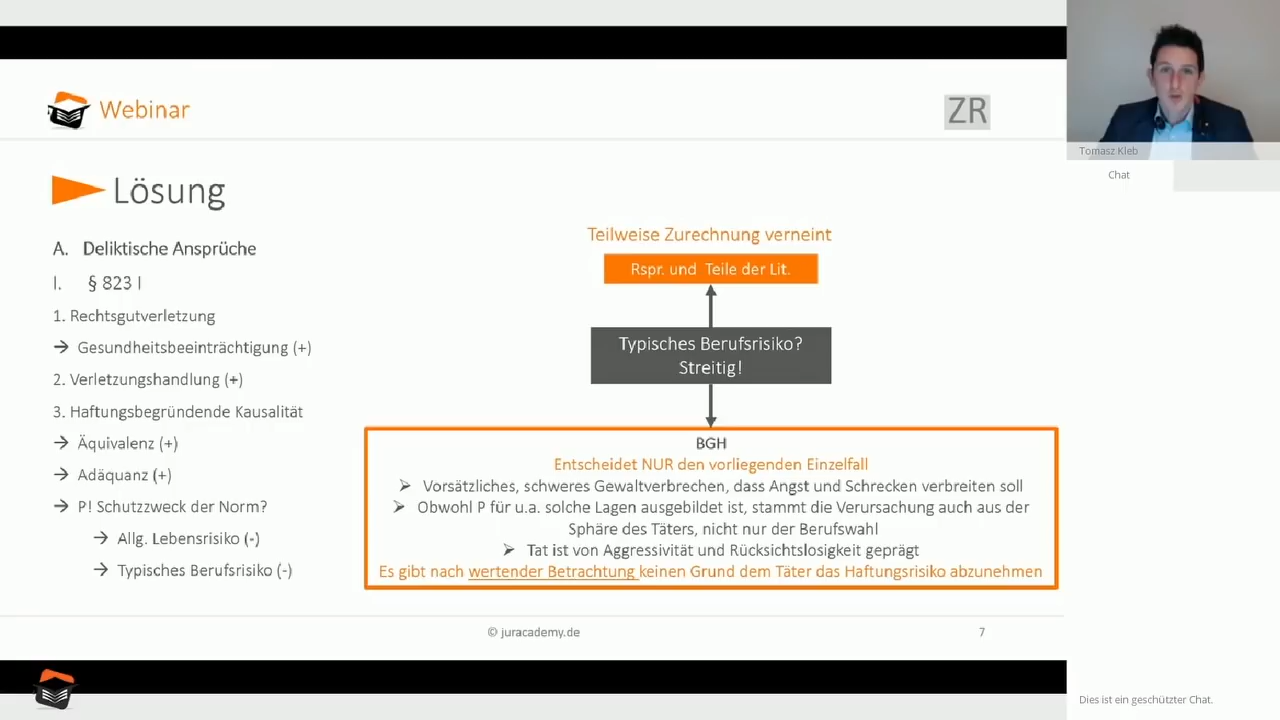 Webinar
ZR
Lösung
A. Deliktische Ansprüche
I. § 823 I
1. Rechtsgutverletzung
→ Gesundheitsbeeinträchtigung (+)
2. Verletzungshandlung (+)
3. Haftungsbegründende Kausalität
→ Äquivalenz (+)
→ Adäquanz (+)
→ P! Schutzzweck der Norm?
→ Allg. Lebensrisiko (-)
→ Typisches Berufsrisiko (-)
Teilweise Zurechnung verneint
Rspr. und Teile der Lit.
Typisches Berufsrisiko?
Streitig!
BGH
Entscheidet NUR den vorliegenden Einzelfall
➢ Vorsätzliches, schweres Gewaltverbrechen, dass Angst und Schrecken verbreiten soll
➢ Obwohl P für u.a. solche Lagen ausgebildet ist, stammt die Verursachung auch aus der
Sphäre des Täters, nicht nur der Berufswahl
➢ Tat ist von Aggressivität und Rücksichtslosigkeit geprägt
Es gibt nach wertender Betrachtung keinen Grund dem Täter das Haftungsrisiko abzunehmen
© juracademy.de
7
Tomasz Kleb
Chat
Dies ist ein geschützter Chat.